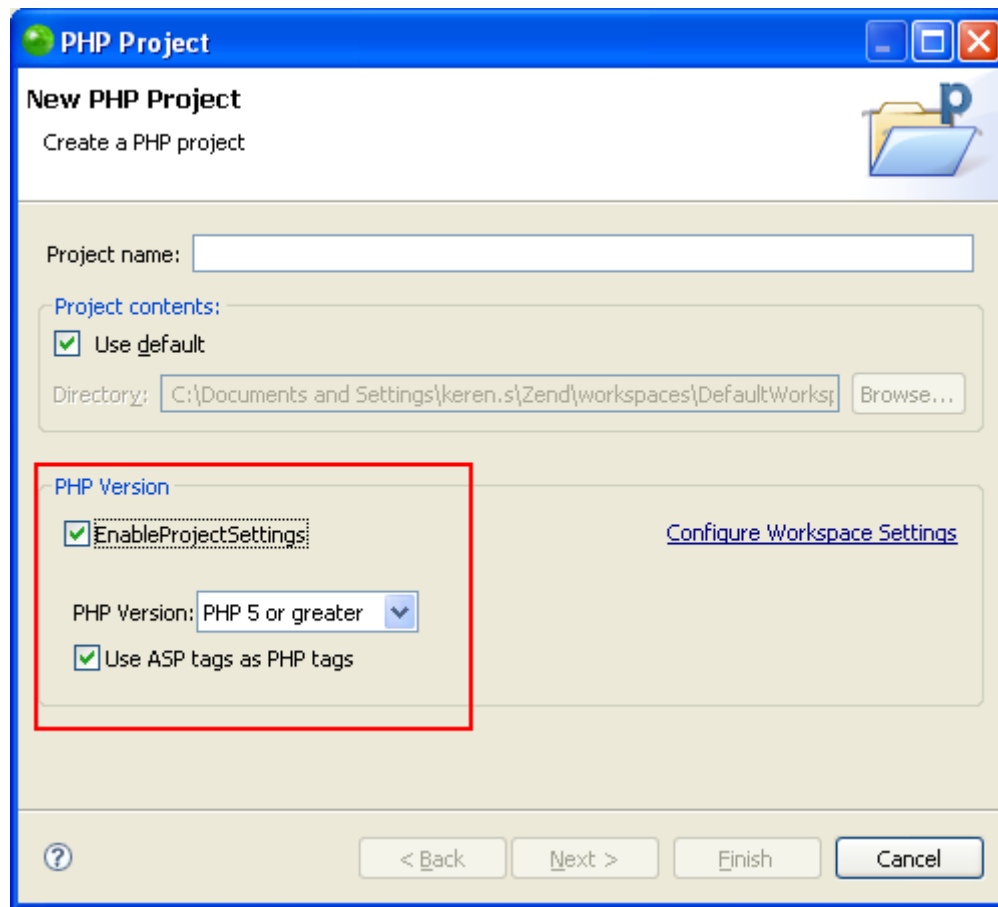 PHP Project
New PHP Project
p
Create a PHP project
Project name:
Project contents:
Use default
Directory: C:\Documents and Settings\keren.s\Zend\workspaces\DefaultWorksp Browse...
PHP Version
EnableProjectSettings Configure Workspace Settings
PHP Version: PHP 5 or greater
Use ASP tags as PHP tags
? < Back Next > Finish Cancel